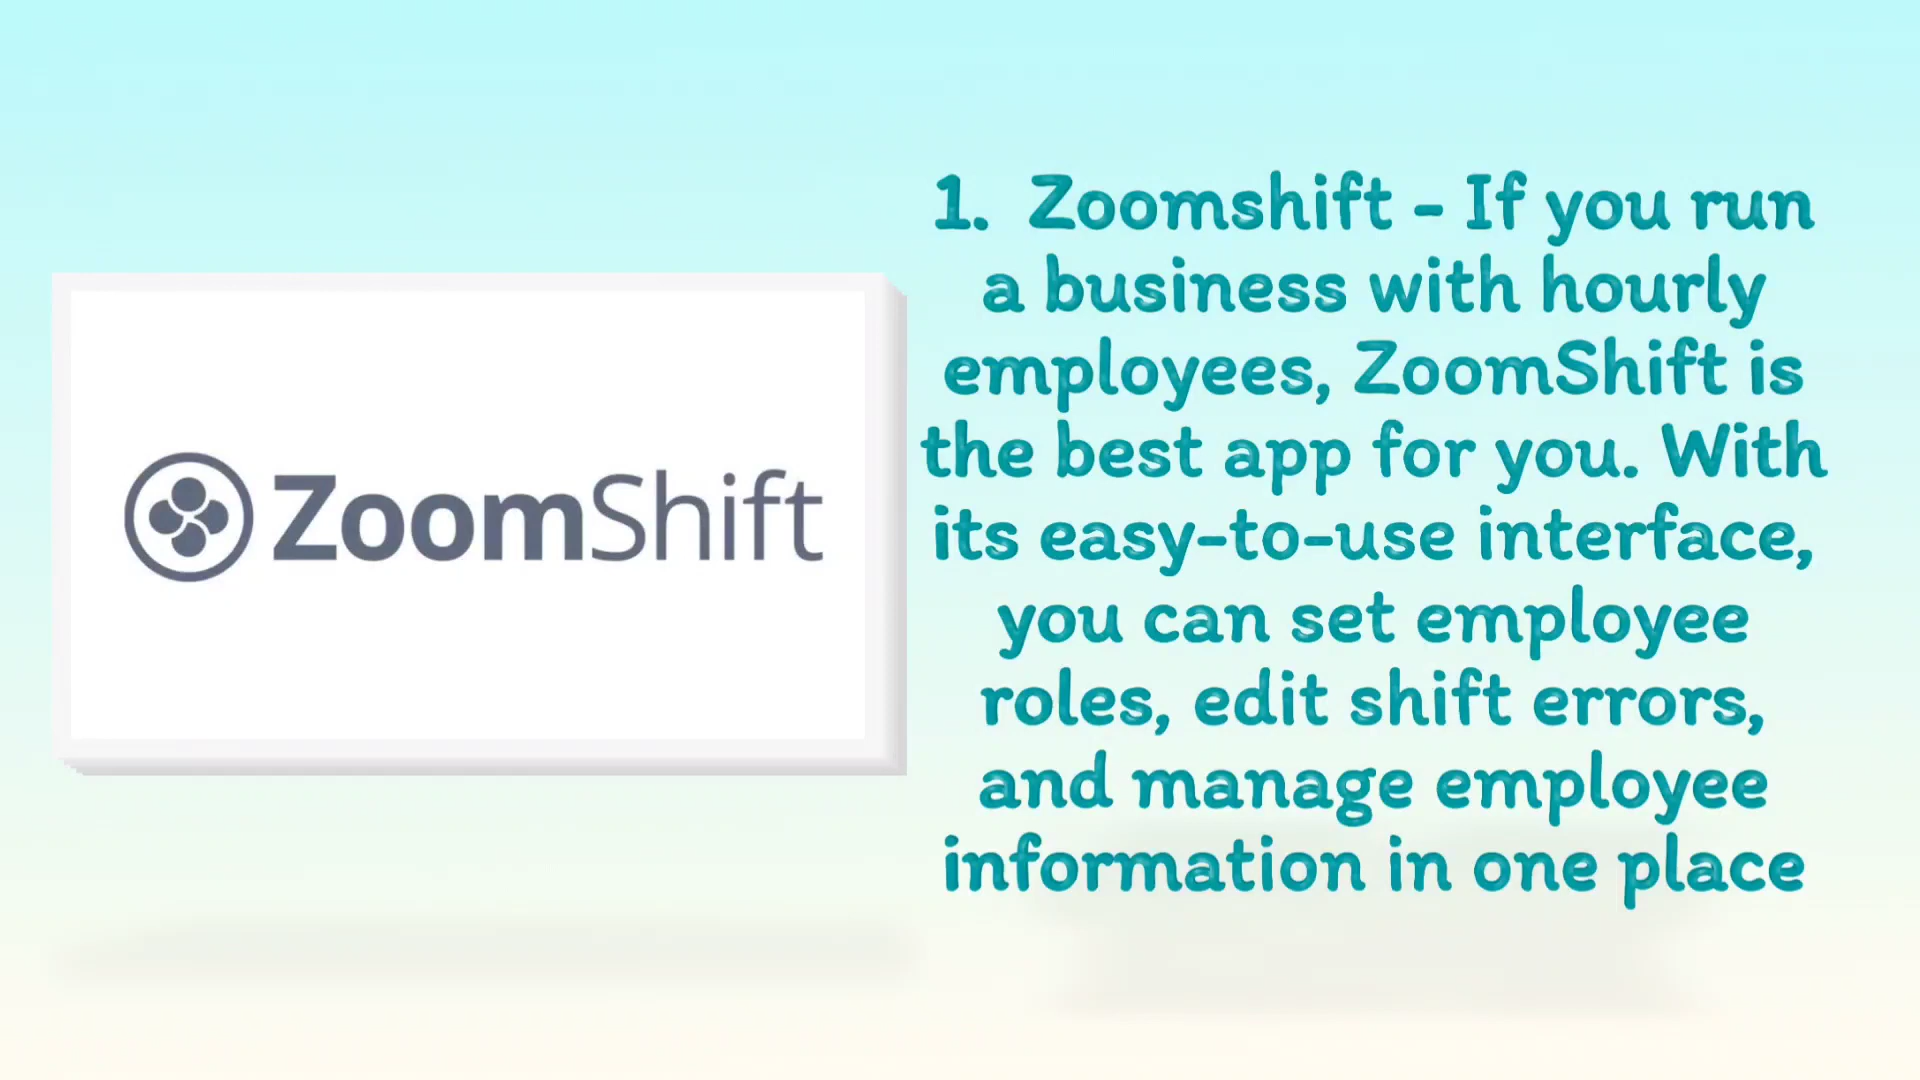 ZoomShift
1. Zoomshift - If you run
a business with hourly
employees, ZoomShift is
the best app for you. With
its easy-to-use interface,
you can set employee
roles, edit shift errors,
and manage employee
information in one place